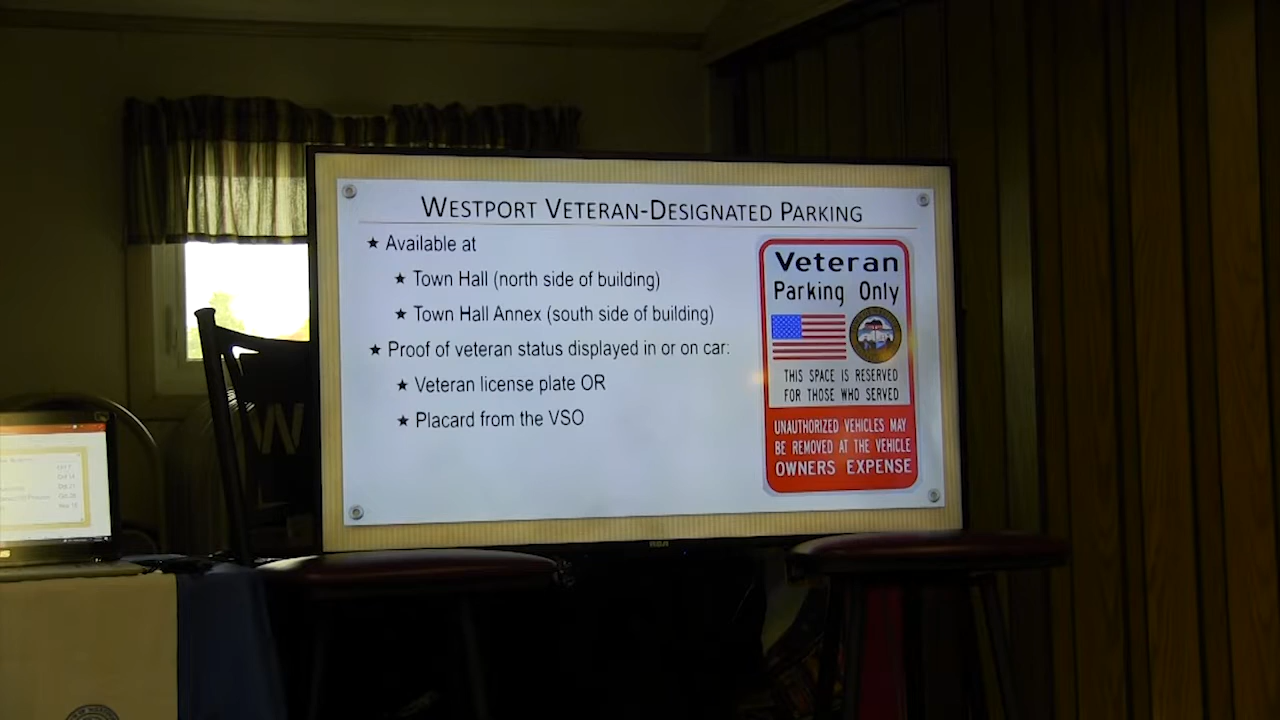 WESTPORT VETERAN-DESIGNATED PARKING
Available at
Town Hall (north side of building)
Town Hall Annex (south side of building)
Proof of veteran status displayed in or on car:
Veteran license plate OR
Placard from the VSO
Veteran
Parking Only
THIS SPACE IS RESERVED
FOR THOSE WHO SERVED
UNAUTHORIZED VEHICLES MAY
BE REMOVED AT THE VEHICLE
OWNERS EXPENSE
RCA
W